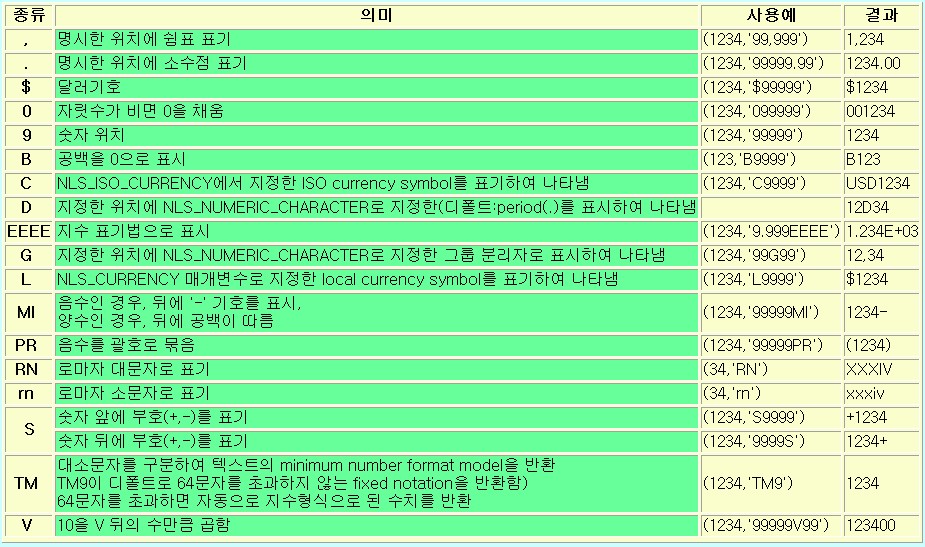 종류 의미 사용예 결과
, 명시한 위치에 쉼표 표기 (1234,'99,999') 1,234
. 명시한 위치에 소수점 표기 (1234,'99999.99') 1234.00
$ 달러기호 (1234,'$99999') $1234
0 자릿수가 비면 0을 채움 (1234,'099999') 001234
9 숫자 위치 (1234,'99999') 1234
B 공백을 0으로 표시 (123,'B9999') B123
C NLS_ISO_CURRENCY에서 지정한 ISO currency symbol를 표기하여 나타냄 (1234,'C9999') USD1234
D 지정한 위치에 NLS_NUMERIC_CHARACTER로 지정한(디폴트:period(.)를 표시하여 나타냄 12D34
EEEE 지수 표기법으로 표시 (1234,'9.999EEEE') 1.234E+03
G 지정한 위치에 NLS_NUMERIC_CHARACTER로 지정한 그룹 분리자로 표시하여 나타냄 (1234,'99G99') 12,34
L NLS_CURRENCY 매개변수로 지정한 local currency symbol를 표기하여 나타냄 (1234,'L9999') $1234
MI 음수인 경우, 뒤에 '-' 기호를 표시,
양수인 경우, 뒤에 공백이 따름 (1234,'99999MI') 1234-
PR 음수를 괄호로 묶음 (1234,'99999PR') (1234)
RN 로마자 대문자로 표기 (34,'RN') XXXIV
rn 로마자 소문자로 표기 (34,'rn') xxxiv
S 숫자 앞에 부호(+,-)를 표기 (1234,'S9999') +1234
숫자 뒤에 부호(+,-)를 표기 (1234,'9999S') 1234+
TM 대소문자를 구분하여 텍스트의 minimum number format model을 반환
TM9이 디폴트로 64문자를 초과하지 않는 fixed notation을 반환함) (1234,'TM9') 1234
64문자를 초과하면 자동으로 지수형식으로 된 수치를 반환
V 10을 V 뒤의 수만큼 곱함 (1234,'99999V99') 123400